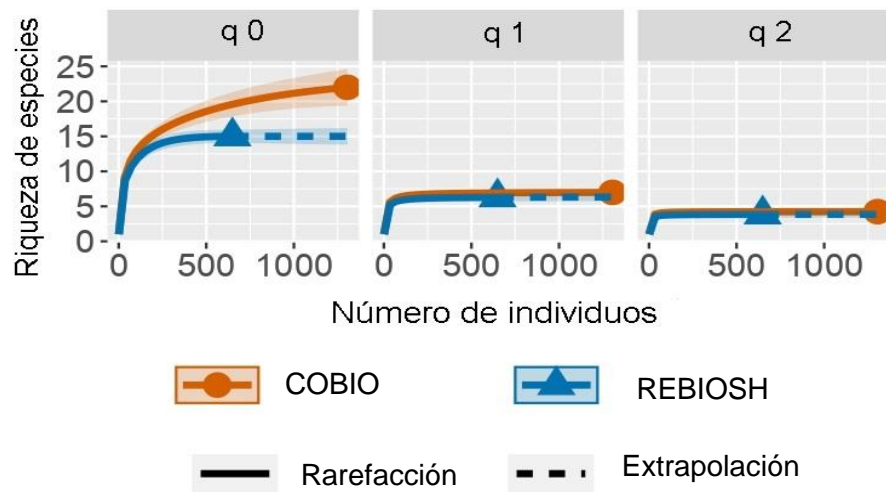 q 0
q 1
q 2
Riqueza de especies
25
20
15
10
5
0
0 500 1000
0 500 1000
0 500 1000
Número de individuos
COBIO
REBIOSH
Rarefacción
Extrapolación